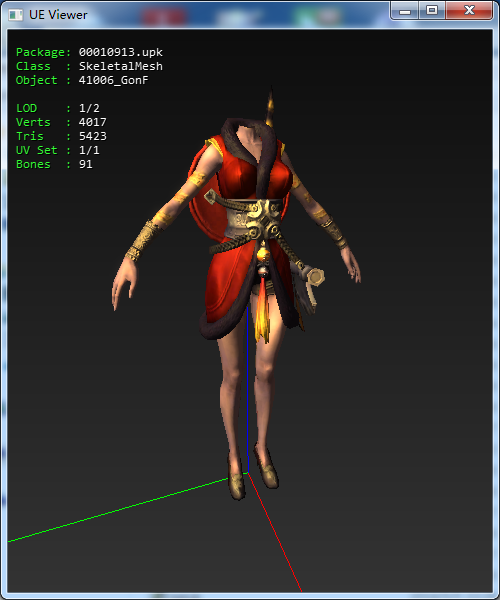 UE Viewer
Package: 00010913.upk
Class : SkeletalMesh
Object : 41006_GonF
LOD : 1/2
Verts : 4017
Tris : 5423
UV Set : 1/1
Bones : 91